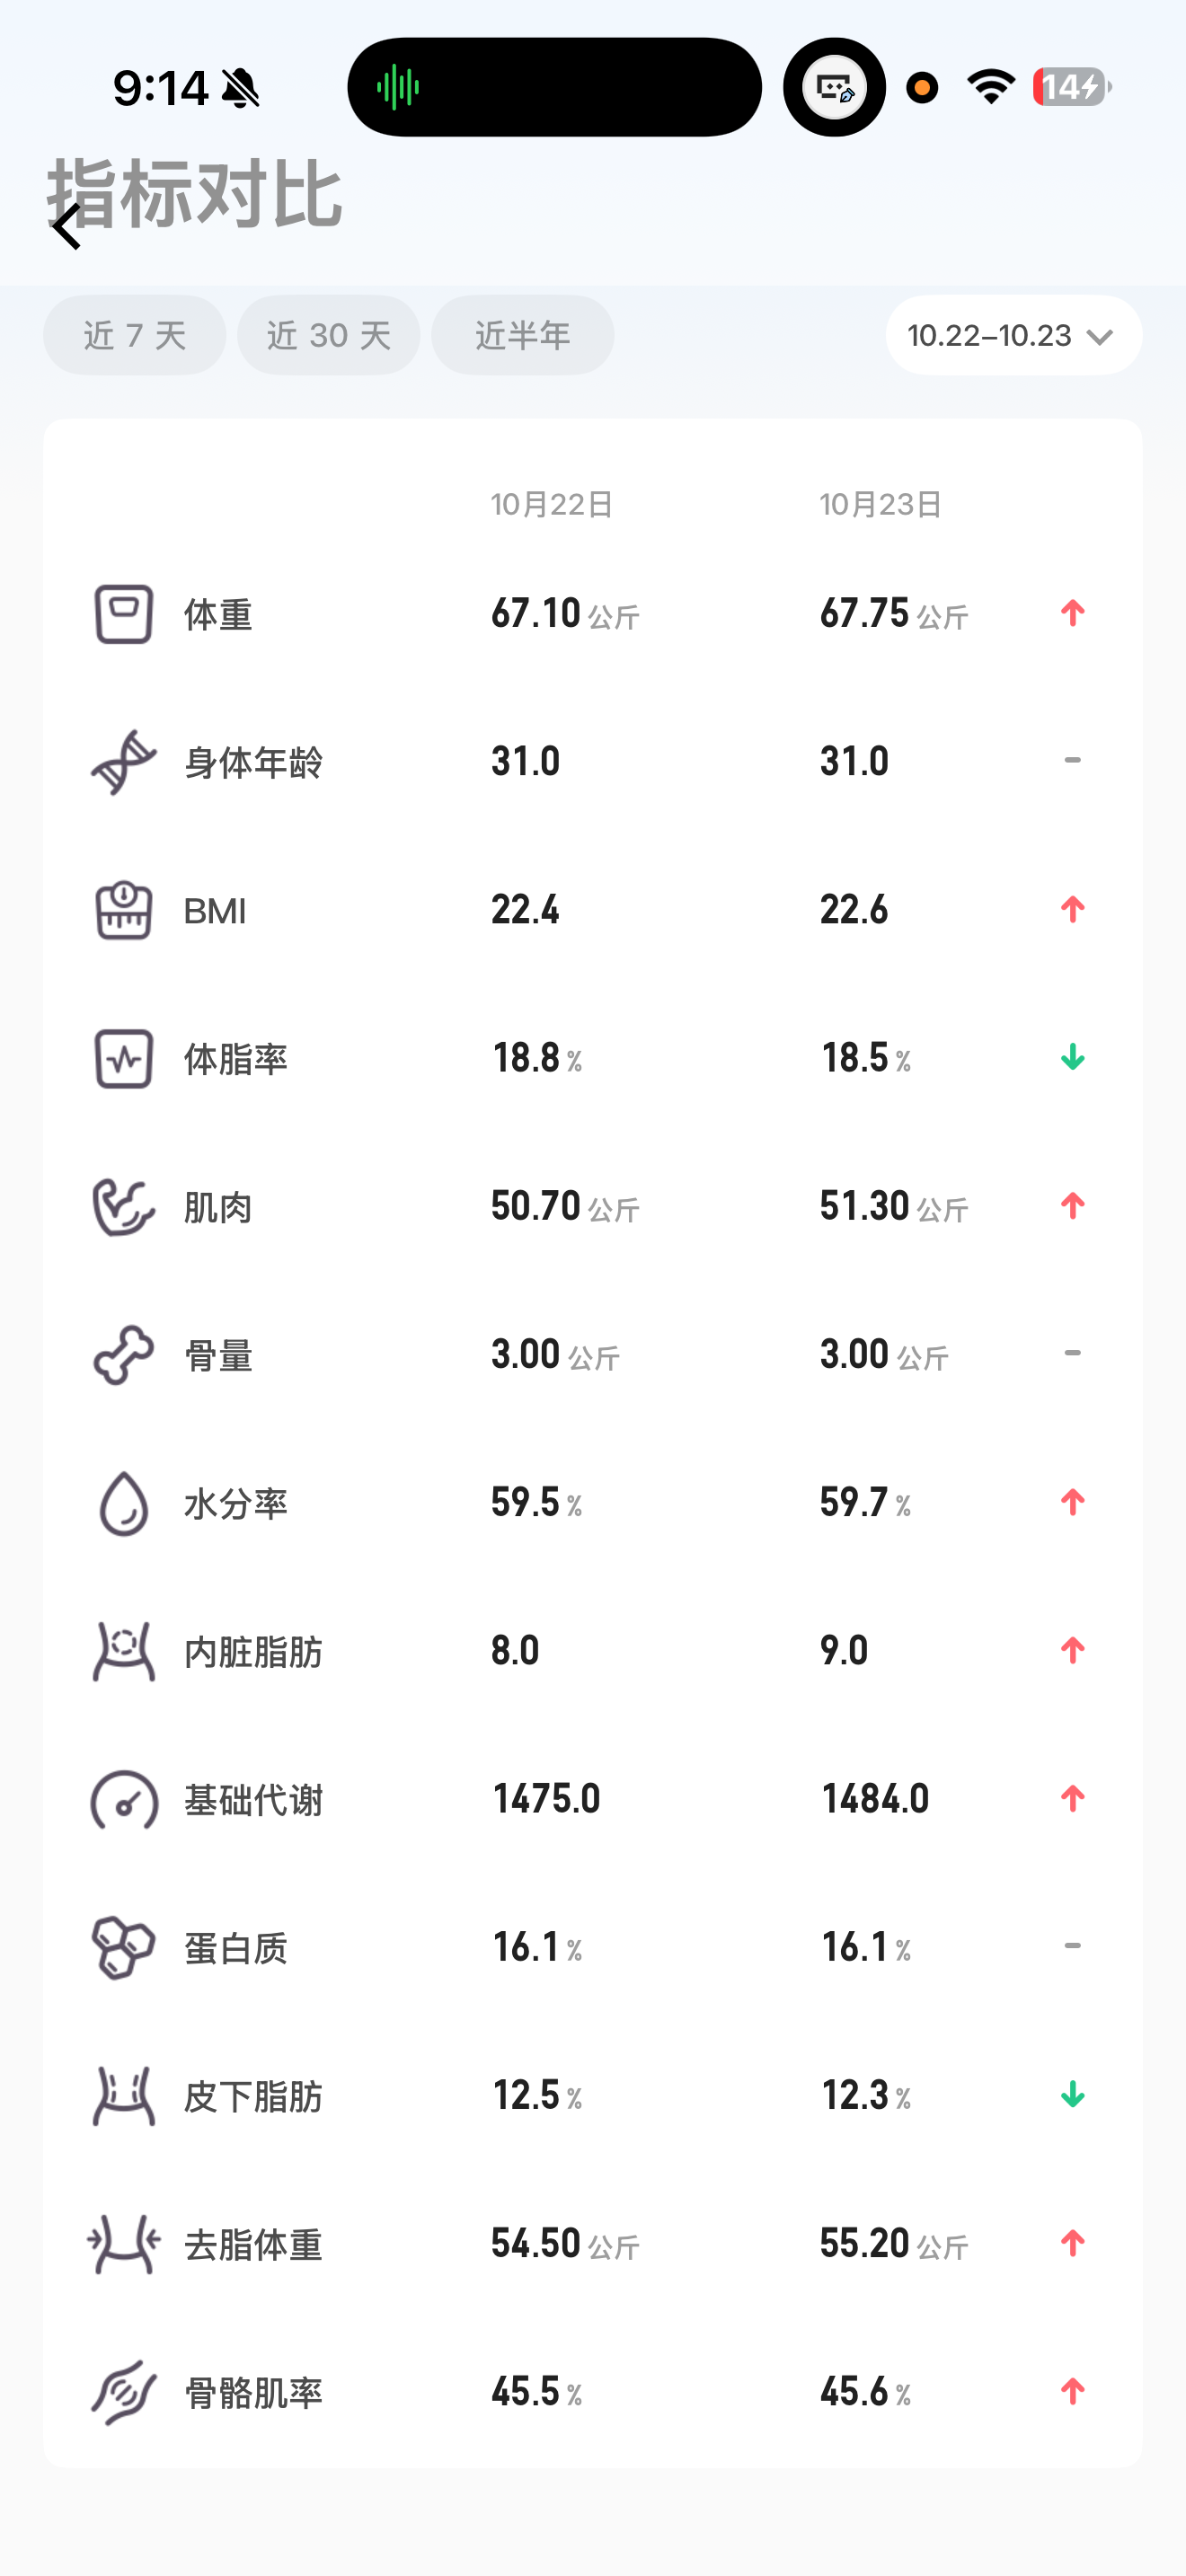 9:14
14
指标对比
近 7 天 近 30 天 近半年 10.22–10.23
10月22日 10月23日
体重 67.10 公斤 67.75 公斤
身体年龄 31.0 31.0 -
BMI 22.4 22.6
体脂率 18.8 % 18.5 %
肌肉 50.70 公斤 51.30 公斤
骨量 3.00 公斤 3.00 公斤 -
水分率 59.5 % 59.7 %
内脏脂肪 8.0 9.0
基础代谢 1475.0 1484.0
蛋白质 16.1 % 16.1 % -
皮下脂肪 12.5 % 12.3 %
去脂体重 54.50 公斤 55.20 公斤
骨骼肌率 45.5 % 45.6 %